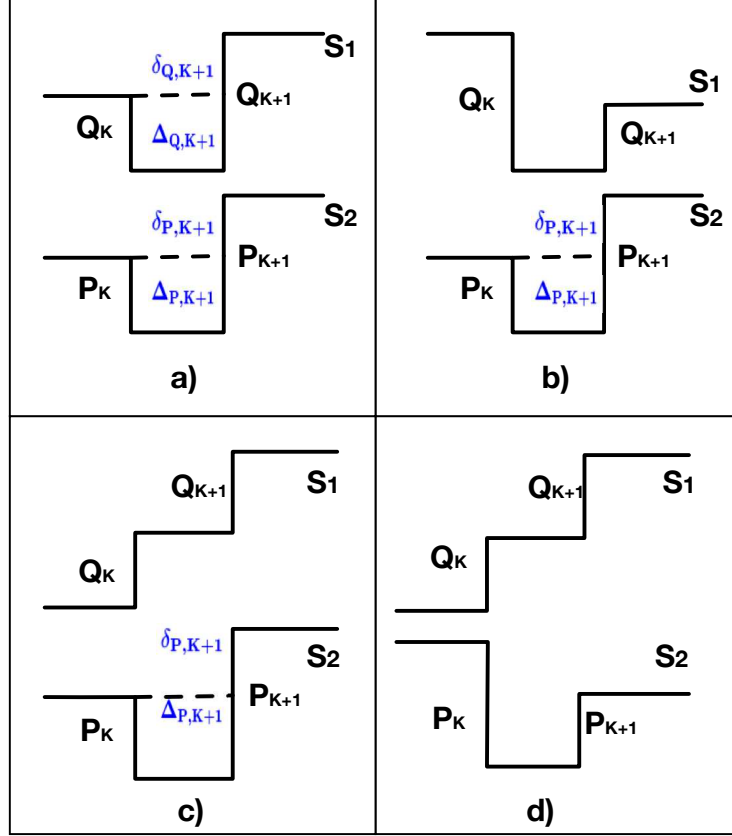 S1
δQ,K+1
QK QK+1
ΔQ,K+1
S2
δP,K+1
PK PK+1
ΔP,K+1
a)
S1
QK QK+1
S2
δP,K+1
PK PK+1
ΔP,K+1
b)
QK+1 S1
QK
δP,K+1
S2
PK ΔP,K+1 PK+1
c)
QK+1 S1
QK
S2
PK PK+1
d)